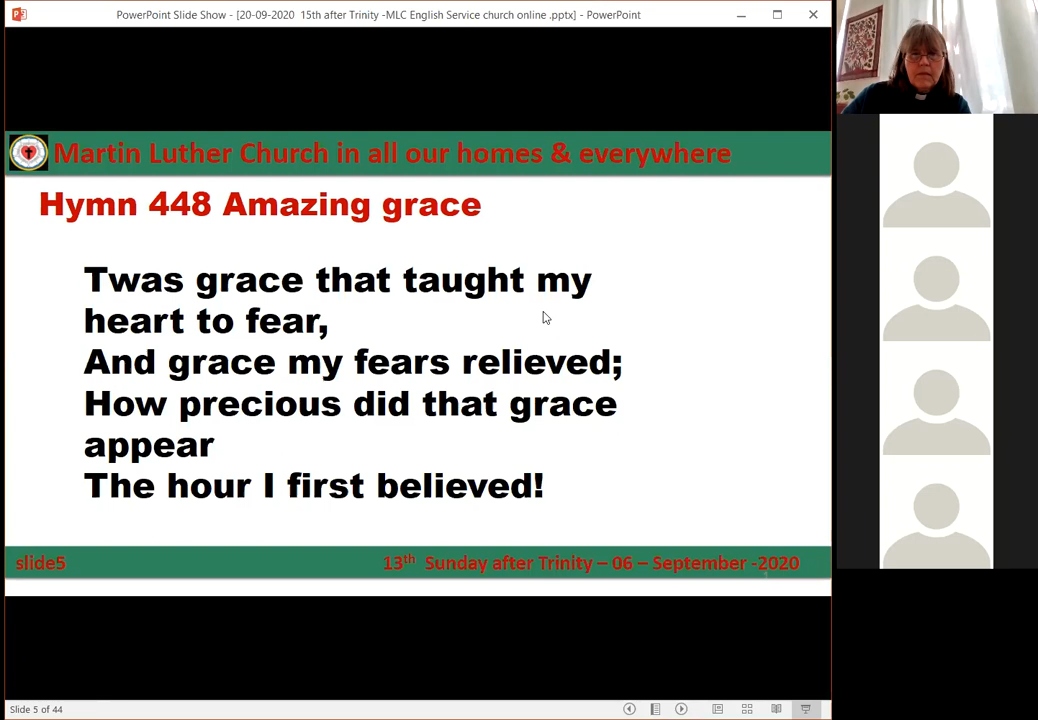 PowerPoint Slide Show - [20-09-2020 15th after Trinity -MLC English Service church online .pptx] - PowerPoint
Martin Luther Church in all our homes & everywhere
Hymn 448 Amazing grace
Twas grace that taught my
heart to fear,
And grace my fears relieved;
How precious did that grace
appear
The hour I first believed!
slide5 13th Sunday after Trinity – 06 – September -2020
Slide 5 of 44